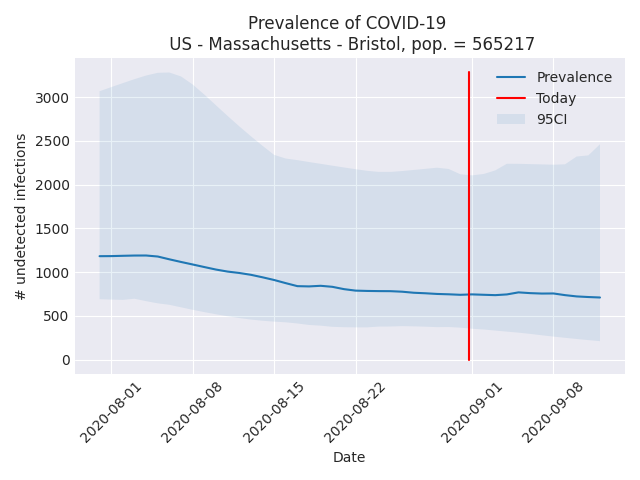 Prevalence of COVID-19
US - Massachusetts - Bristol, pop. = 565217
Prevalence
Today
95CI
3000
2500
2000
1500
1000
500
0
# undetected infections
2020-08-01
2020-08-08
2020-08-15
2020-08-22
2020-09-01
2020-09-08
Date